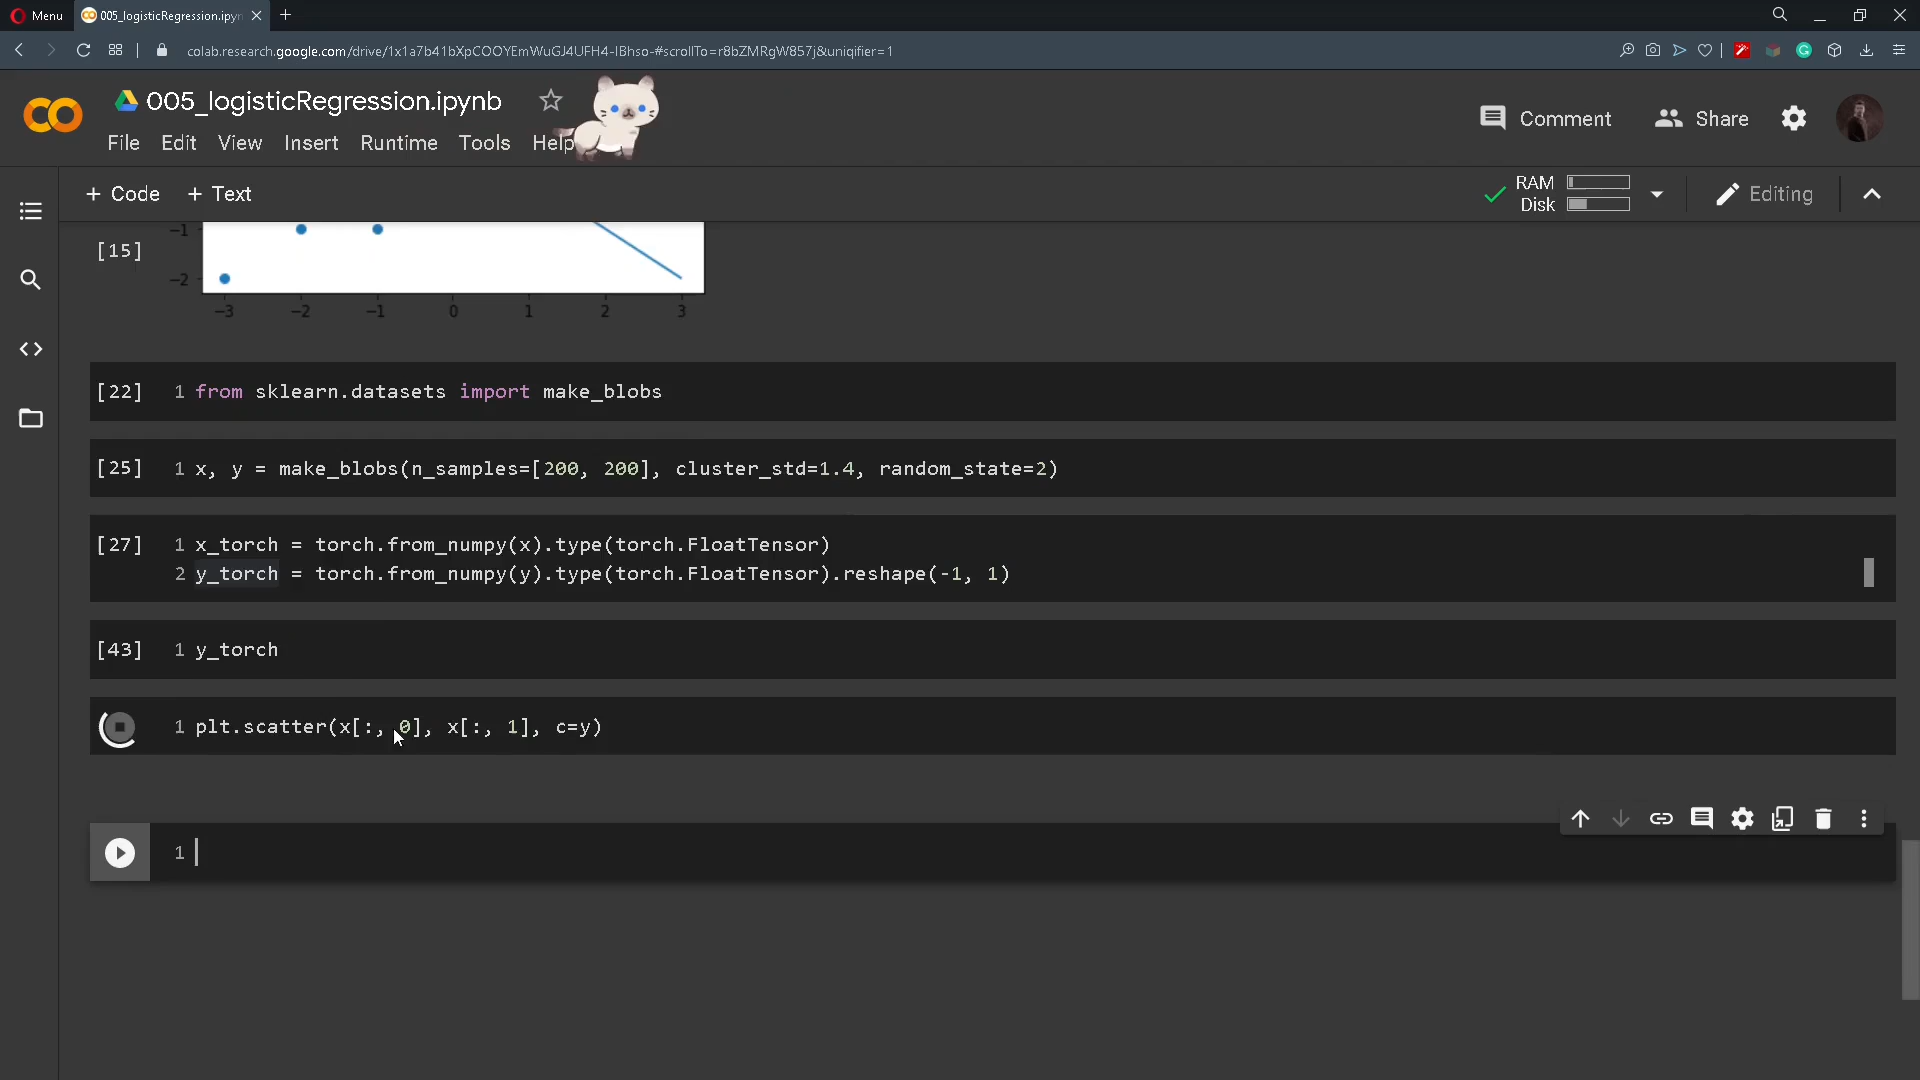 Menu
005_logisticRegression.ipyn
colab.research.google.com/drive/1x1a7b41bXpCOOYEmWuGJ4UFH4-IBhso-#scrollTo=r8bZMRgW857j&uniqifier=1
005_logisticRegression.ipynb
Comment
Share
File Edit View Insert Runtime Tools Help
+ Code + Text
RAM
Disk
Editing
[15]
−1
−2
−3 −2 −1 0 1 2 3
[22] 1 from sklearn.datasets import make_blobs
[25] 1 x, y = make_blobs(n_samples=[200, 200], cluster_std=1.4, random_state=2)
[27] 1 x_torch = torch.from_numpy(x).type(torch.FloatTensor)
2 y_torch = torch.from_numpy(y).type(torch.FloatTensor).reshape(-1, 1)
[43] 1 y_torch
1 plt.scatter(x[:, 0], x[:, 1], c=y)
1